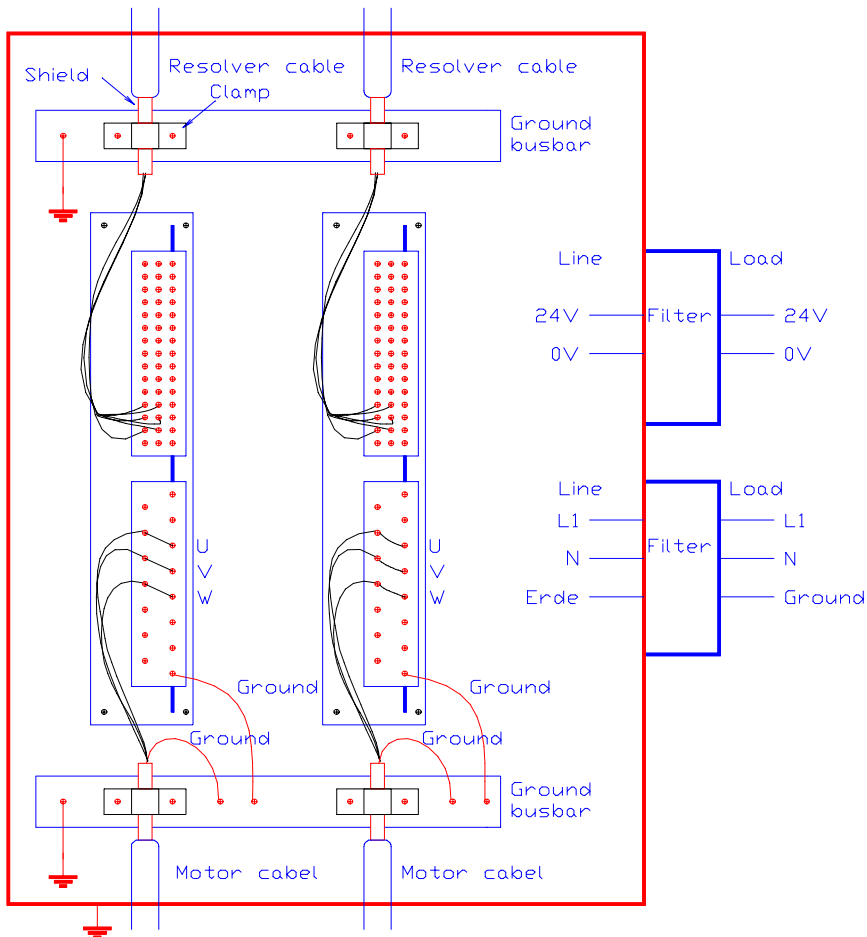 Resolver cable
Resolver cable
Shield
Clamp
Ground
busbar
Line
Load
24V
Filter
24V
0V
0V
Line
Load
L1
Filter
L1
N
N
Erde
Ground
U
V
W
U
V
W
Ground
Ground
Ground
Ground
Ground
busbar
Motor cabel
Motor cabel